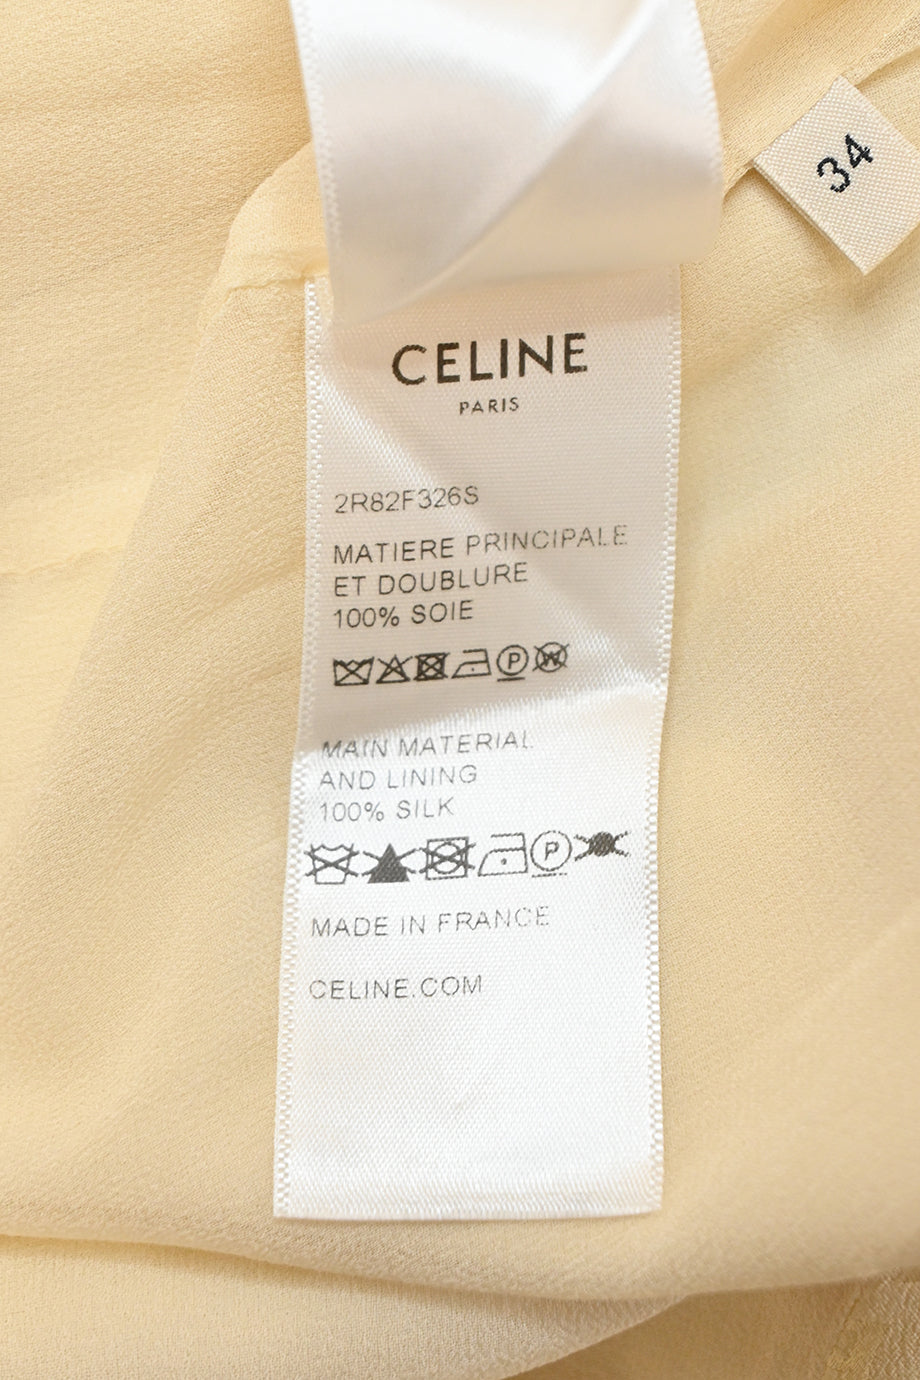 34
CELINE
PARIS
2R82F326S
MATIERE PRINCIPALE
ET DOUBLURE
100% SOIE
P W
MAIN MATERIAL
AND LINING
100% SILK
P
MADE IN FRANCE
CELINE.COM